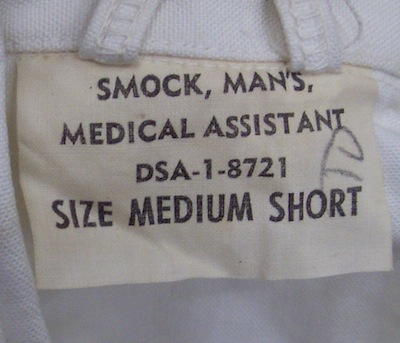 SMOCK, MAN'S,
MEDICAL ASSISTANT
DSA-1-8721
SIZE MEDIUM SHORT